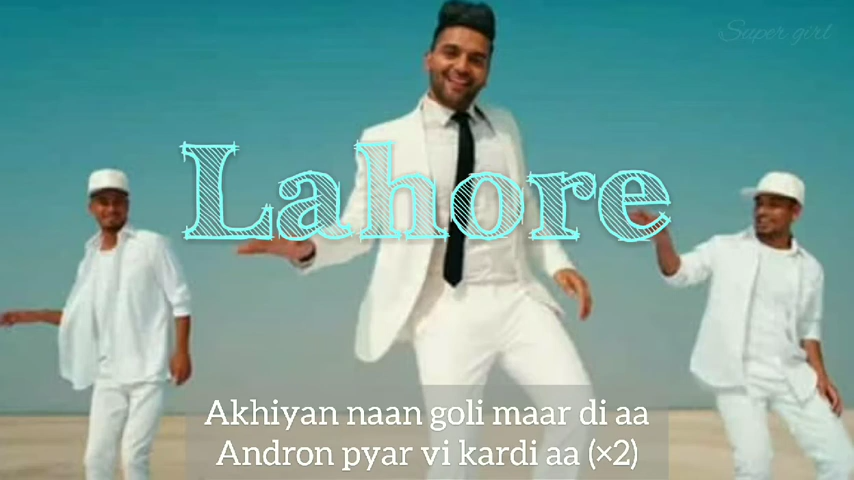 Super girl
Lahore
Akhiyan naan goli maar di aa
Andron pyar vi kardi aa (×2)